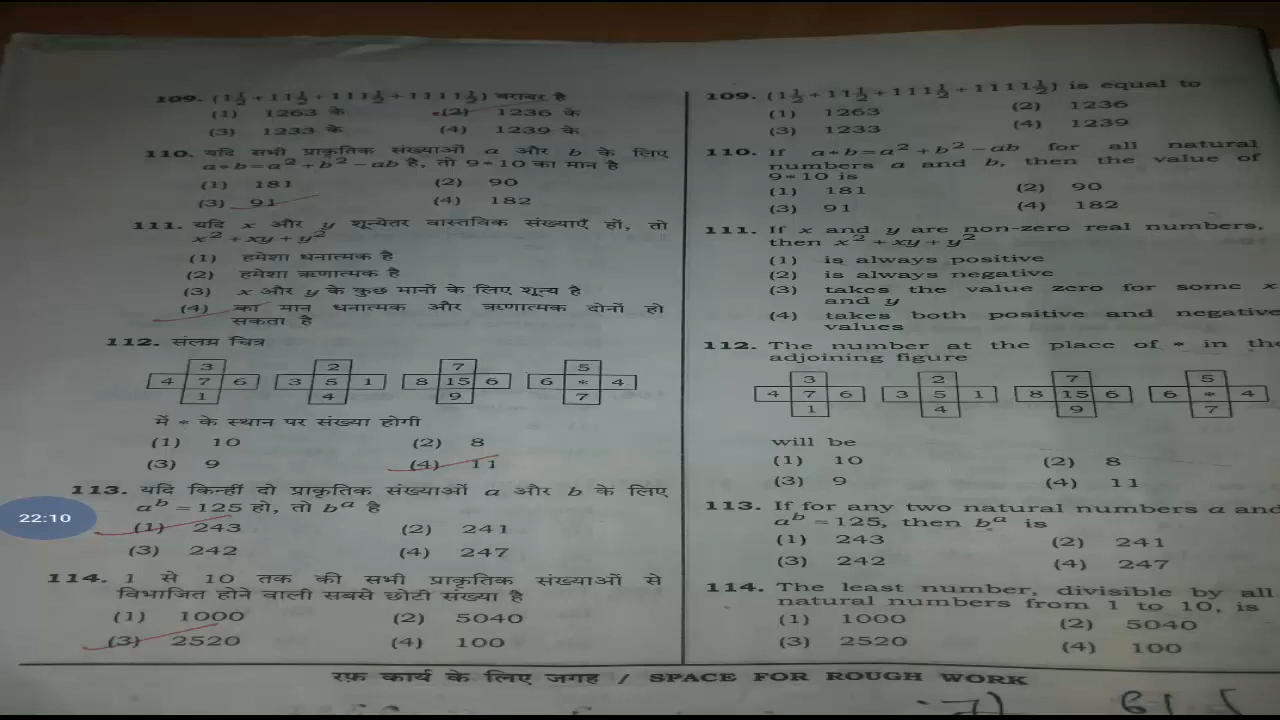 109. (1½ + 11½ + 111½ + 1111½) बराबर है
(1) 1263 के (2) 1236 के
(3) 1233 के (4) 1239 के
110. यदि सभी प्राकृतिक संख्याओं a और b के लिए
a*b=a²+b²-ab है, तो 9*10 का मान है
(1) 181 (2) 90
(3) 91 (4) 182
111. यदि x और y शून्येतर वास्तविक संख्याएँ हों, तो
x²+xy+y²
(1) हमेशा धनात्मक है
(2) हमेशा ऋणात्मक है
(3) x और y के कुछ मानों के लिए शून्य है
(4) का मान धनात्मक और ऋणात्मक दोनों हो
सकता है
112. संलग्न चित्र
3 2 7 5
4 7 6 3 5 1 8 15 6 6 * 4
1 4 9 7
में * के स्थान पर संख्या होगी
(1) 10 (2) 8
(3) 9 (4) 11
113. यदि किन्हीं दो प्राकृतिक संख्याओं a और b के लिए
aᵇ = 125 हो, तो bᵃ है
(1) 243 (2) 241
(3) 242 (4) 247
114. 1 से 10 तक की सभी प्राकृतिक संख्याओं से
विभाजित होने वाली सबसे छोटी संख्या है
(1) 1000 (2) 5040
(3) 2520 (4) 100
22:10
109. (1½ + 11½ + 111½ + 1111½) is equal to
(1) 1263 (2) 1236
(3) 1233 (4) 1239
110. If a*b=a²+b²-ab for all natural
numbers a and b, then the value of
9*10 is
(1) 181 (2) 90
(3) 91 (4) 182
111. If x and y are non-zero real numbers,
then x²+xy+y²
(1) is always positive
(2) is always negative
(3) takes the value zero for some x
and y
(4) takes both positive and negative
values
112. The number at the place of * in the
adjoining figure
3 2 7 5
4 7 6 3 5 1 8 15 6 6 * 4
1 4 9 7
will be
(1) 10 (2) 8
(3) 9 (4) 11
113. If for any two natural numbers a and
aᵇ = 125, then bᵃ is
(1) 243 (2) 241
(3) 242 (4) 247
114. The least number, divisible by all
natural numbers from 1 to 10, is
(1) 1000 (2) 5040
(3) 2520 (4) 100
रफ़ कार्य के लिए जगह / SPACE FOR ROUGH WORK